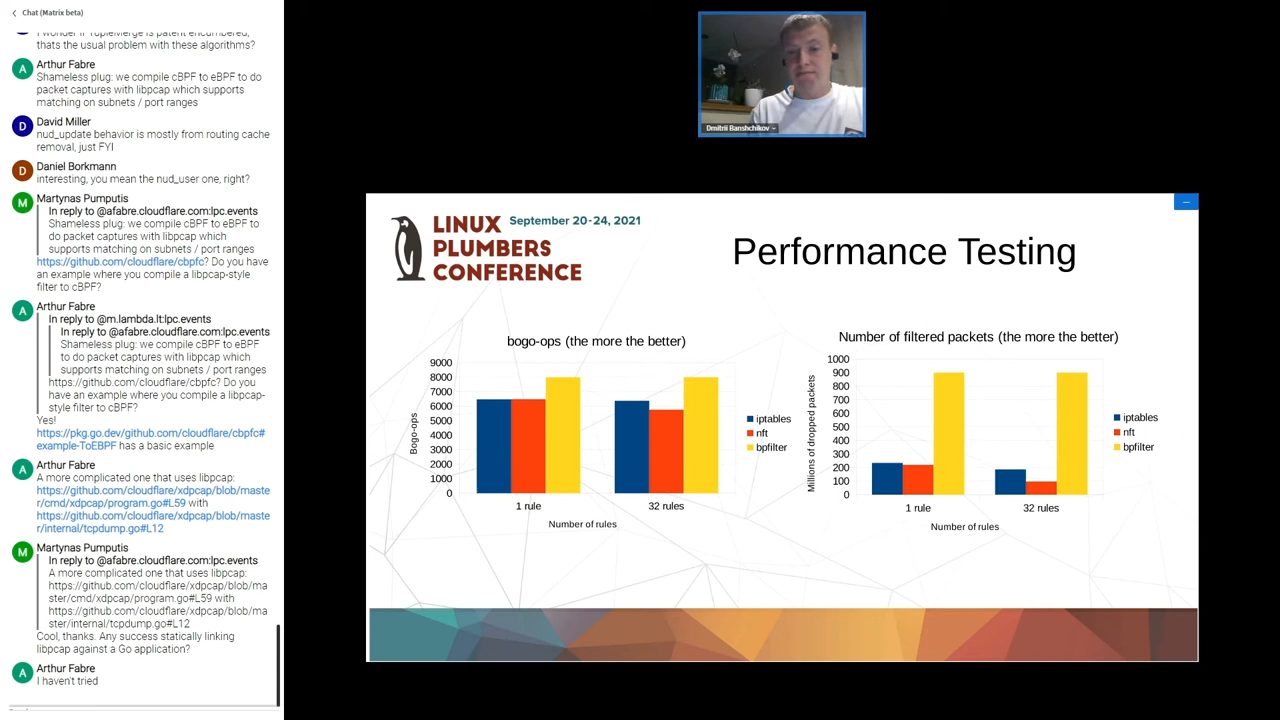 Chat (Matrix beta)
I wonder if TupleMerge is patent encumbered,
thats the usual problem with these algorithms?
A
Arthur Fabre
Shameless plug: we compile cBPF to eBPF to do
packet captures with libpcap which supports
matching on subnets / port ranges
D
David Miller
nud_update behavior is mostly from routing cache
removal, just FYI
D
Daniel Borkmann
interesting, you mean the nud_user one, right?
M
Martynas Pumputis
In reply to @afabre.cloudflare.com:lpc.events
Shameless plug: we compile cBPF to eBPF to
do packet captures with libpcap which
supports matching on subnets / port ranges
https://github.com/cloudflare/cbpfc? Do you have
an example where you compile a libpcap-style
filter to cBPF?
A
Arthur Fabre
In reply to @m.lambda.lt:lpc.events
In reply to @afabre.cloudflare.com:lpc.events
Shameless plug: we compile cBPF to eBPF
to do packet captures with libpcap which
supports matching on subnets / port ranges
https://github.com/cloudflare/cbpfc? Do you
have an example where you compile a libpcap-
style filter to cBPF?
Yes!
https://pkg.go.dev/github.com/cloudflare/cbpfc#
example-ToEBPF has a basic example
A
Arthur Fabre
A more complicated one that uses libpcap:
https://github.com/cloudflare/xdpcap/blob/maste
r/cmd/xdpcap/program.go#L59 with
https://github.com/cloudflare/xdpcap/blob/maste
r/internal/tcpdump.go#L12
M
Martynas Pumputis
In reply to @afabre.cloudflare.com:lpc.events
A more complicated one that uses libpcap:
https://github.com/cloudflare/xdpcap/blob/ma
ster/cmd/xdpcap/program.go#L59 with
https://github.com/cloudflare/xdpcap/blob/ma
ster/internal/tcpdump.go#L12
Cool, thanks. Any success statically linking
libpcap against a Go application?
A
Arthur Fabre
I haven't tried
Dmitrii Banshchikov
LINUX
PLUMBERS
CONFERENCE
September 20-24, 2021
Performance Testing
bogo-ops (the more the better)
9000
8000
7000
6000
5000
4000
3000
2000
1000
0
Bogo-ops
1 rule
32 rules
Number of rules
iptables
nft
bpfilter
Number of filtered packets (the more the better)
1000
900
800
700
600
500
400
300
200
100
0
Millions of dropped packets
1 rule
32 rules
Number of rules
iptables
nft
bpfilter